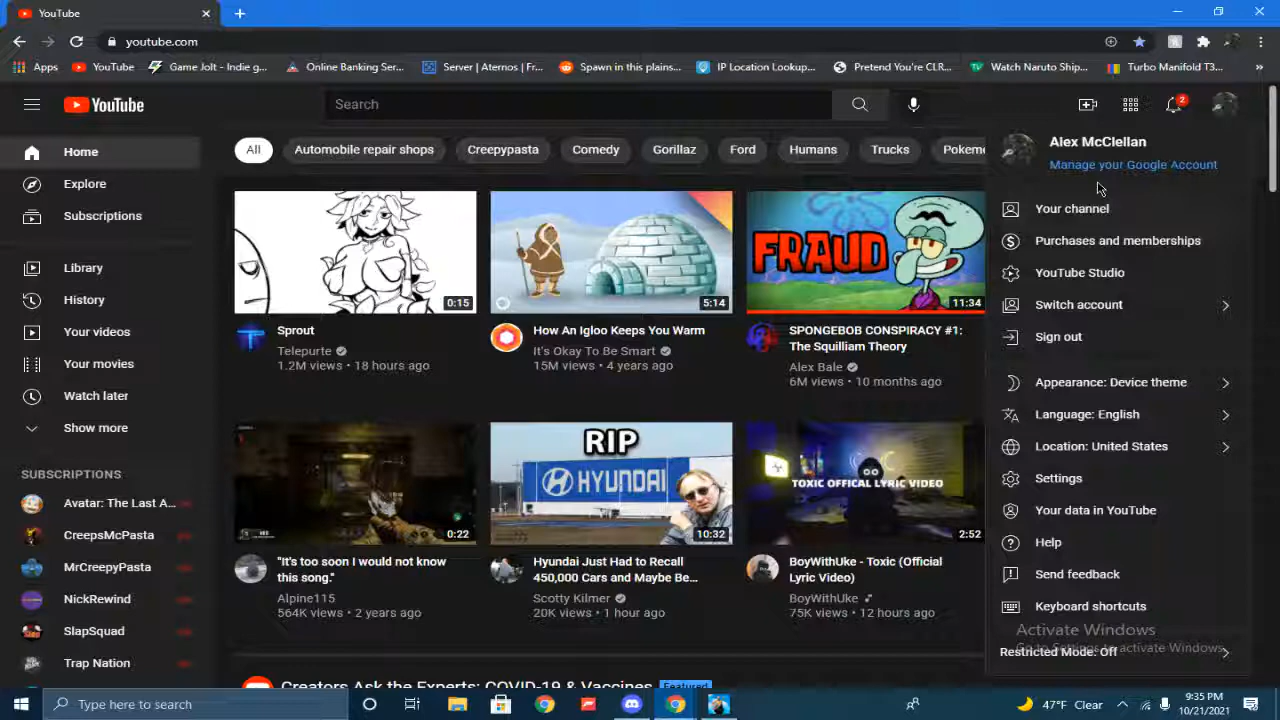 YouTube
youtube.com
Apps
YouTube
Game Jolt - Indie g...
Online Banking Ser...
Server | Aternos | Fr...
Spawn in this plains...
IP Location Lookup...
Pretend You're CLR...
Watch Naruto Ship...
Turbo Manifold T3...
»
YouTube
Search
2
Home
Explore
Subscriptions
Library
History
Your videos
Your movies
Watch later
Show more
SUBSCRIPTIONS
Avatar: The Last A...
CreepsMcPasta
MrCreepyPasta
NickRewind
SlapSquad
Trap Nation
All
Automobile repair shops
Creepypasta
Comedy
Gorillaz
Ford
Humans
Trucks
Pokeme
0:15
Sprout
Telepurte
1.2M views • 18 hours ago
5:14
How An Igloo Keeps You Warm
It's Okay To Be Smart
15M views • 4 years ago
FRAUD
11:34
SPONGEBOB CONSPIRACY #1:
The Squilliam Theory
Alex Bale
6M views • 10 months ago
0:22
"It's too soon I would not know
this song."
Alpine115
564K views • 2 years ago
RIP
HYUNDAI
10:32
Hyundai Just Had to Recall
450,000 Cars and Maybe Be...
Scotty Kilmer
20K views • 1 hour ago
TOXIC OFFICAL LYRIC VIDEO
2:52
BoyWithUke - Toxic (Official
Lyric Video)
BoyWithUke
75K views • 12 hours ago
Creators Ask the Experts: COVID-19 & Vaccines
Featured
Alex McClellan
Manage your Google Account
Your channel
Purchases and memberships
YouTube Studio
Switch account
Sign out
Appearance: Device theme
Language: English
Location: United States
Settings
Your data in YouTube
Help
Send feedback
Keyboard shortcuts
Activate Windows
Go to Settings to activate Windows.
Restricted Mode: Off
Type here to search
47°F Clear
9:35 PM
10/21/2021